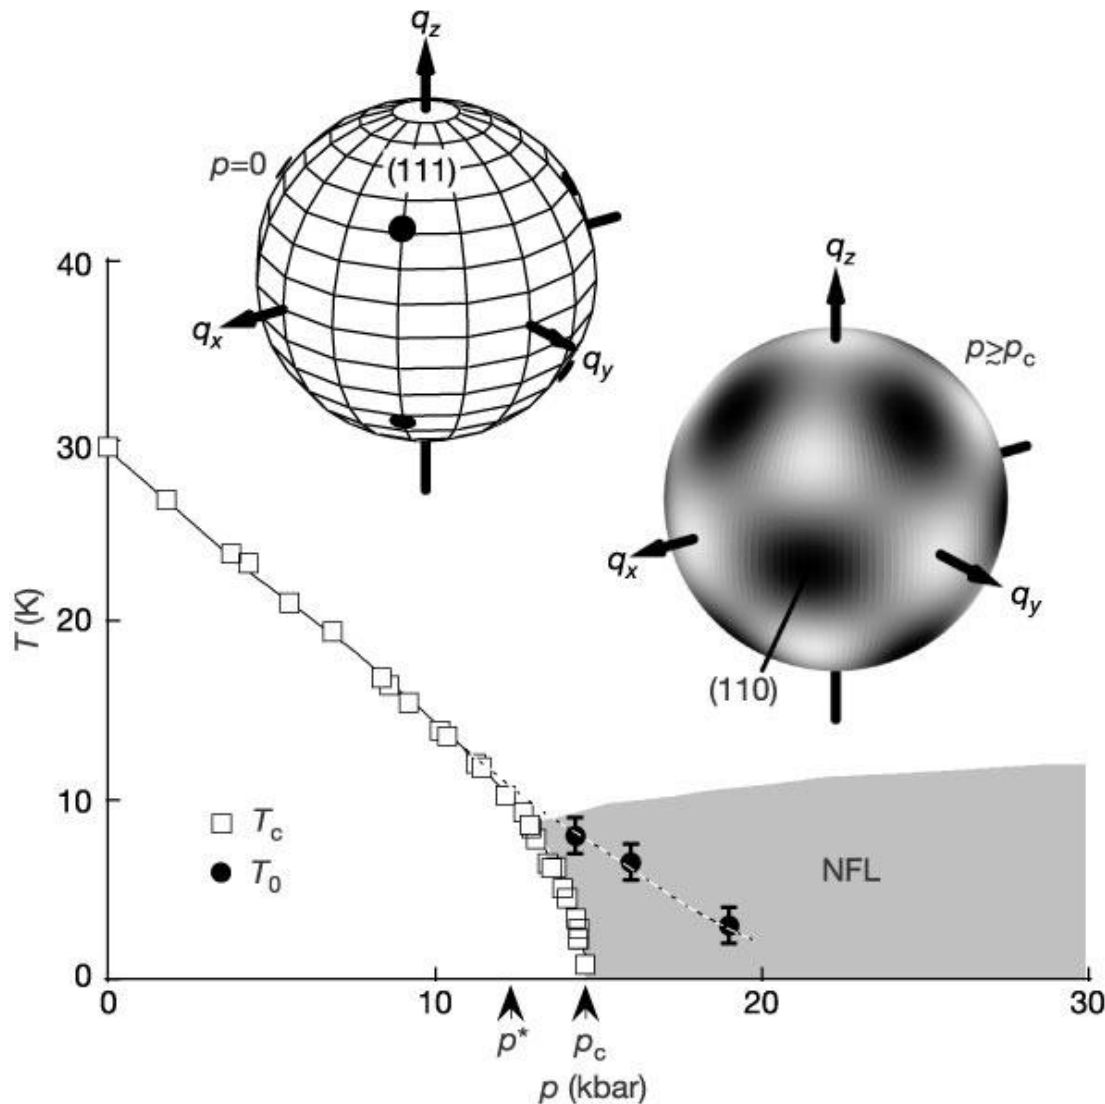 q_z
p=0
(111)
q_x
q_y
q_z
p≳p_c
q_x
q_y
(110)
40
30
20
10
0
T (K)
T_c
T_0
NFL
0
10
20
30
p*
p_c
p (kbar)